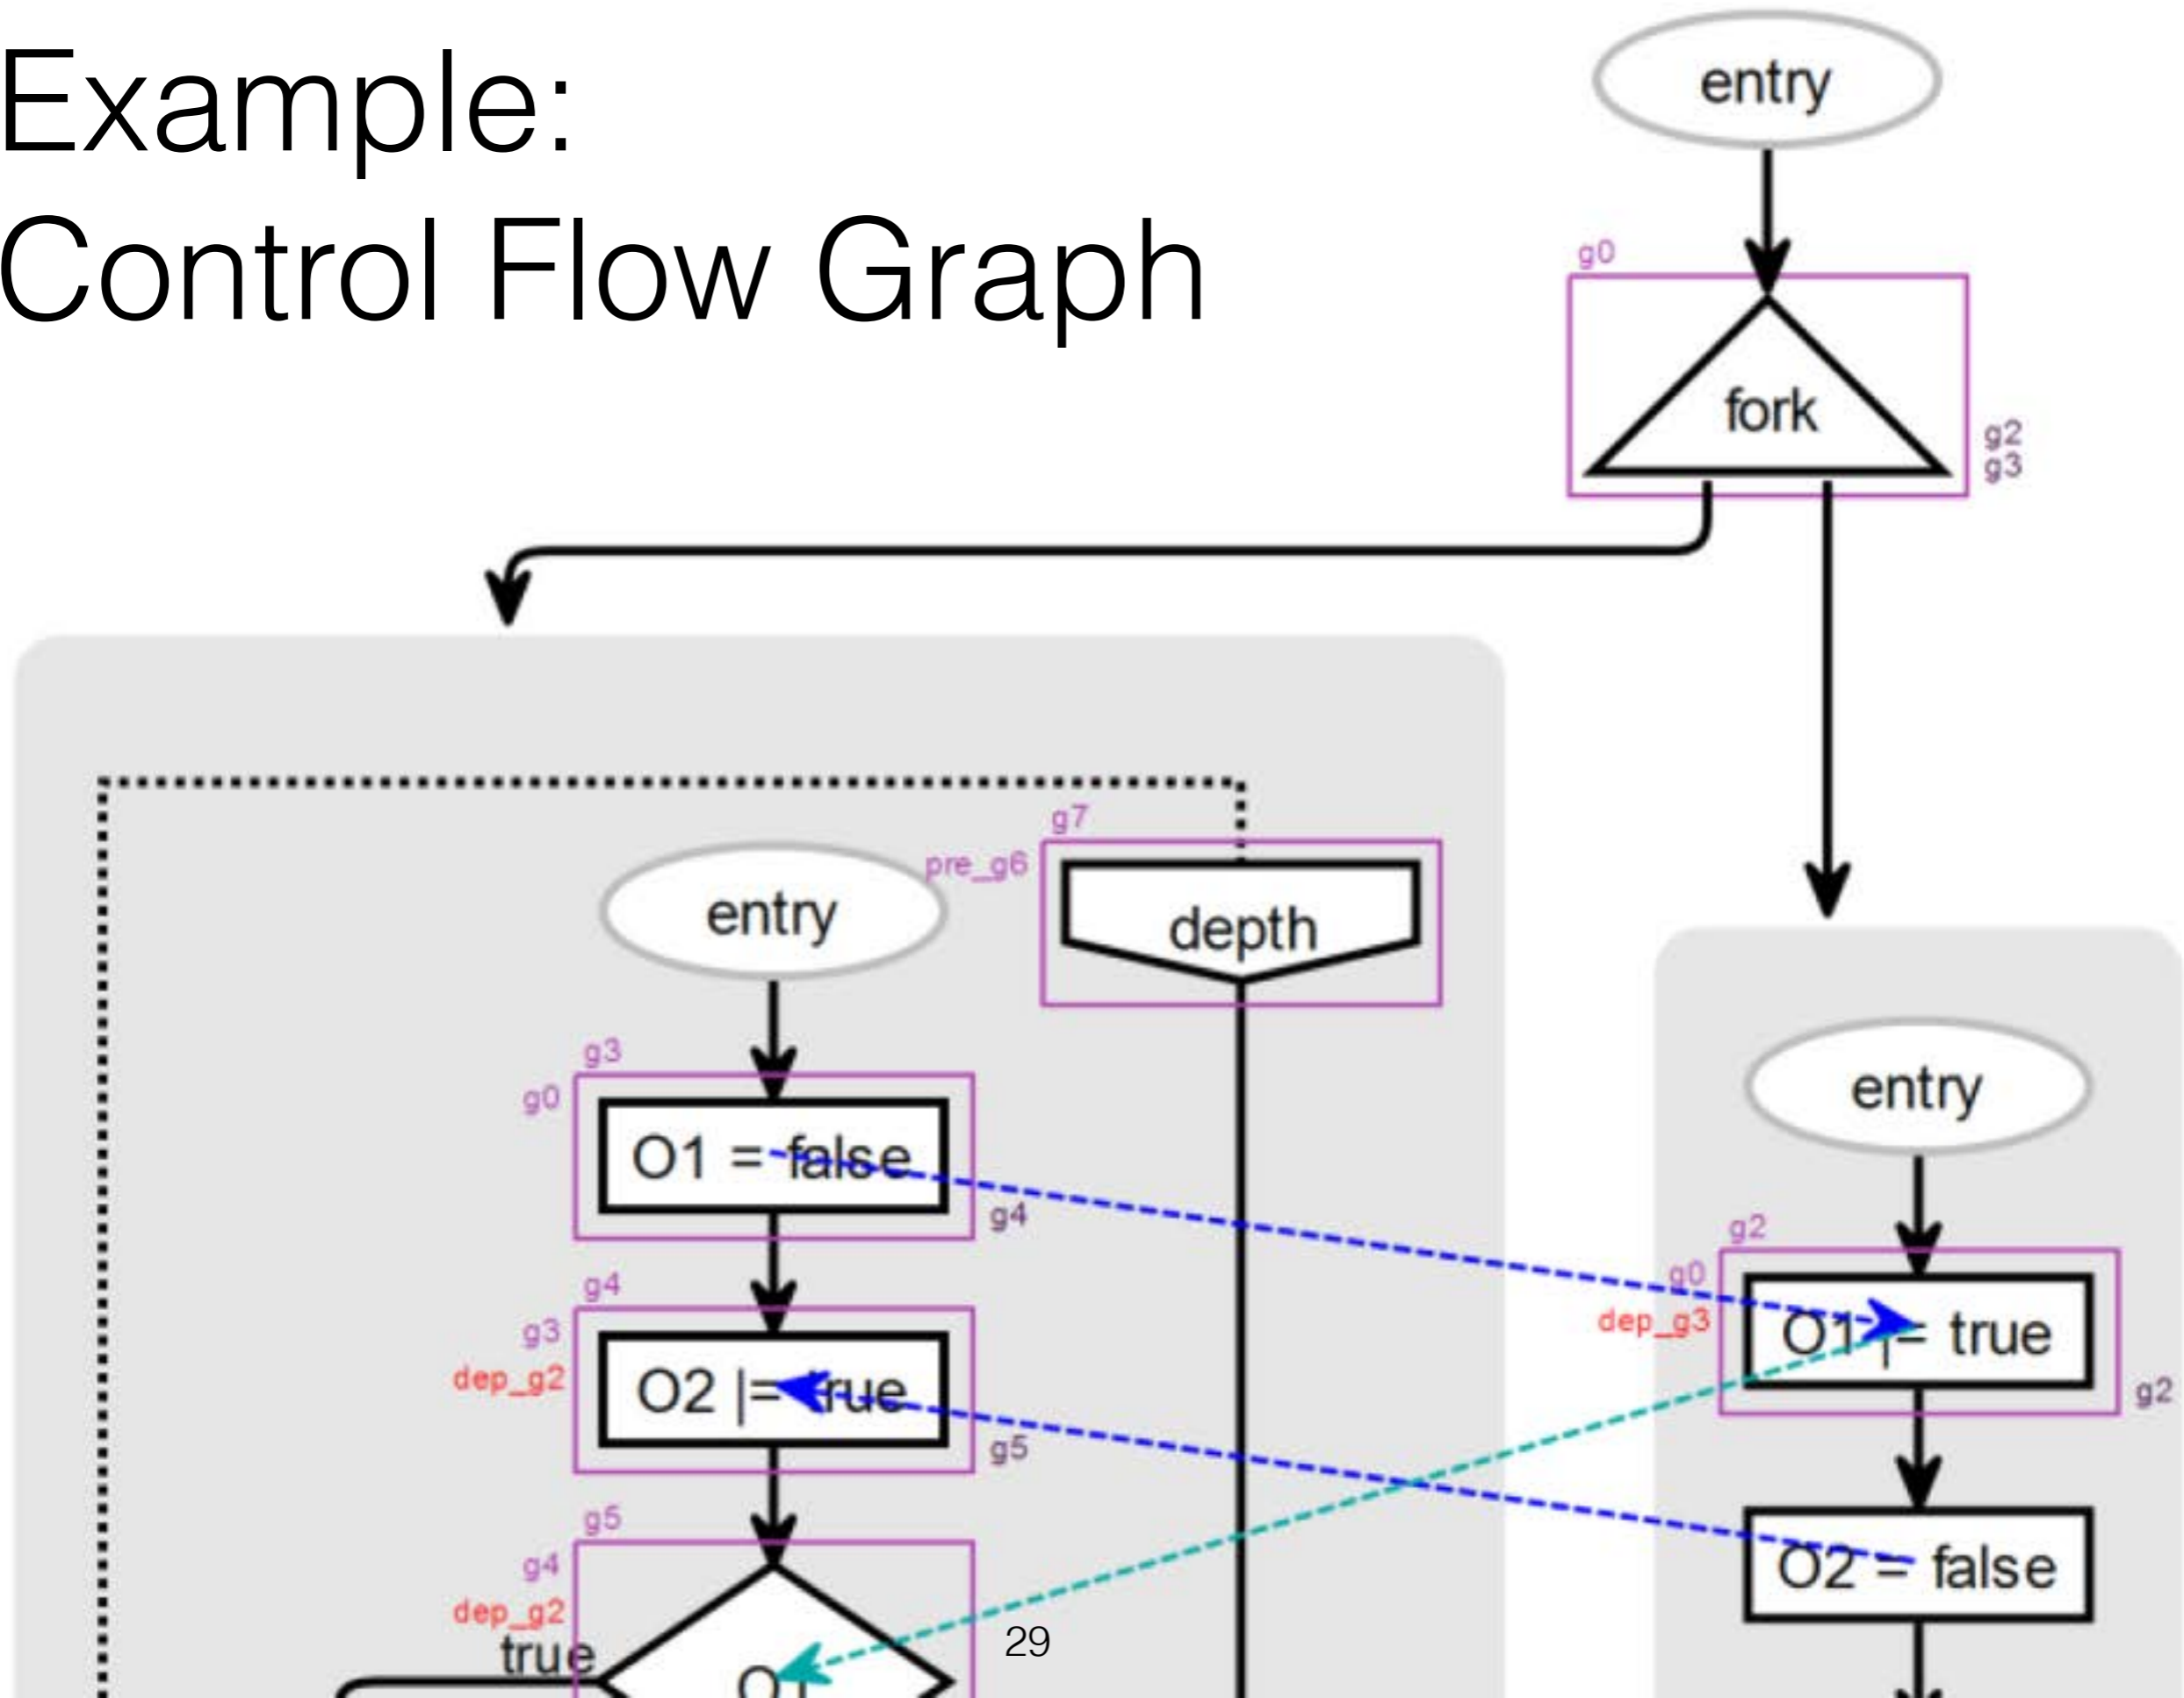 Example:
Control Flow Graph
entry
g0
fork
g2
g3
g7
pre_g6
depth
entry
g3
g0
O1 = false
g4
g4
g3
dep_g2
O2 |= true
g5
g5
g4
dep_g2
true
O1
entry
g2
g0
dep_g3
O1 |= true
g2
O2 = false
29